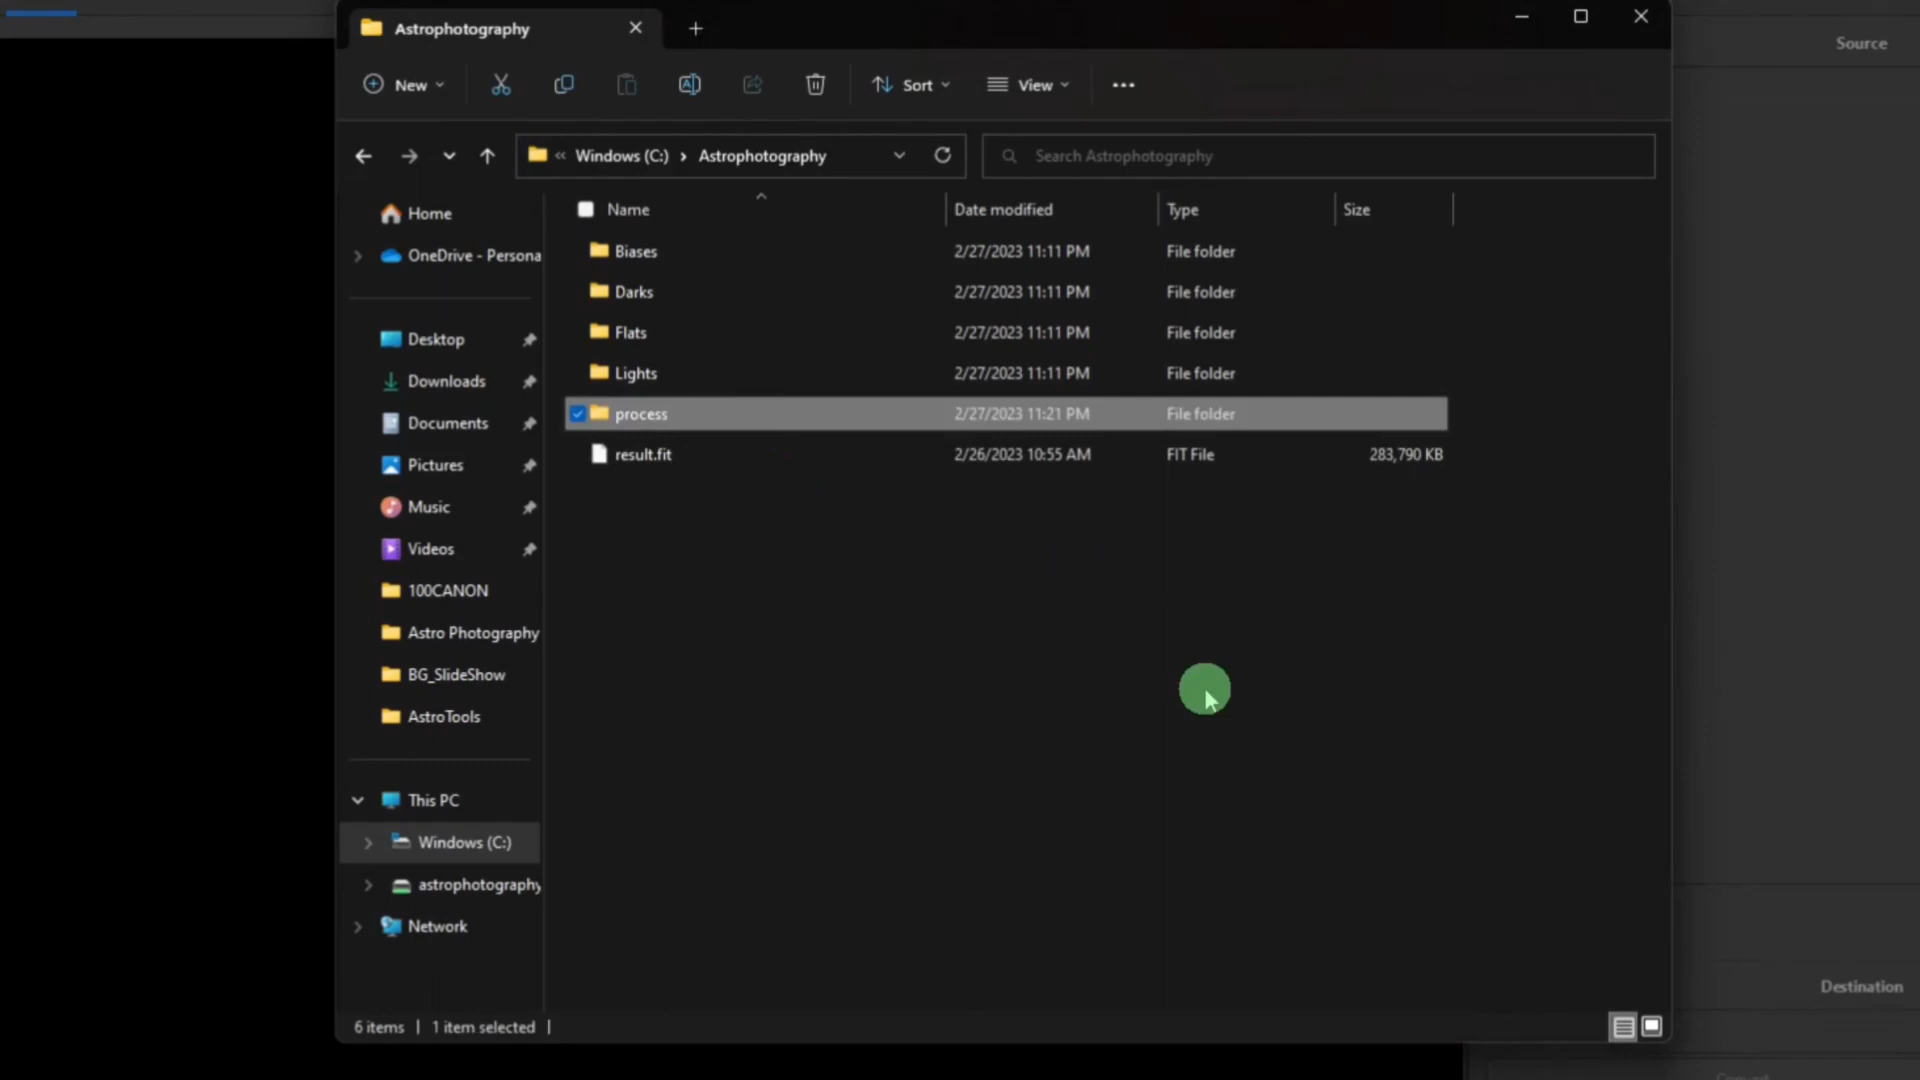 Astrophotography
Source
New
Sort
View
Windows (C:) Astrophotography
Search Astrophotography
Home
OneDrive - Persona
Desktop
Downloads
Documents
Pictures
Music
Videos
100CANON
Astro Photography
BG_SlideShow
AstroTools
This PC
Windows (C:)
astrophotography
Network
Name Date modified Type Size
Biases 2/27/2023 11:11 PM File folder
Darks 2/27/2023 11:11 PM File folder
Flats 2/27/2023 11:11 PM File folder
Lights 2/27/2023 11:11 PM File folder
process 2/27/2023 11:21 PM File folder
result.fit 2/26/2023 10:55 AM FIT File 283,790 KB
Destination
6 items | 1 item selected |